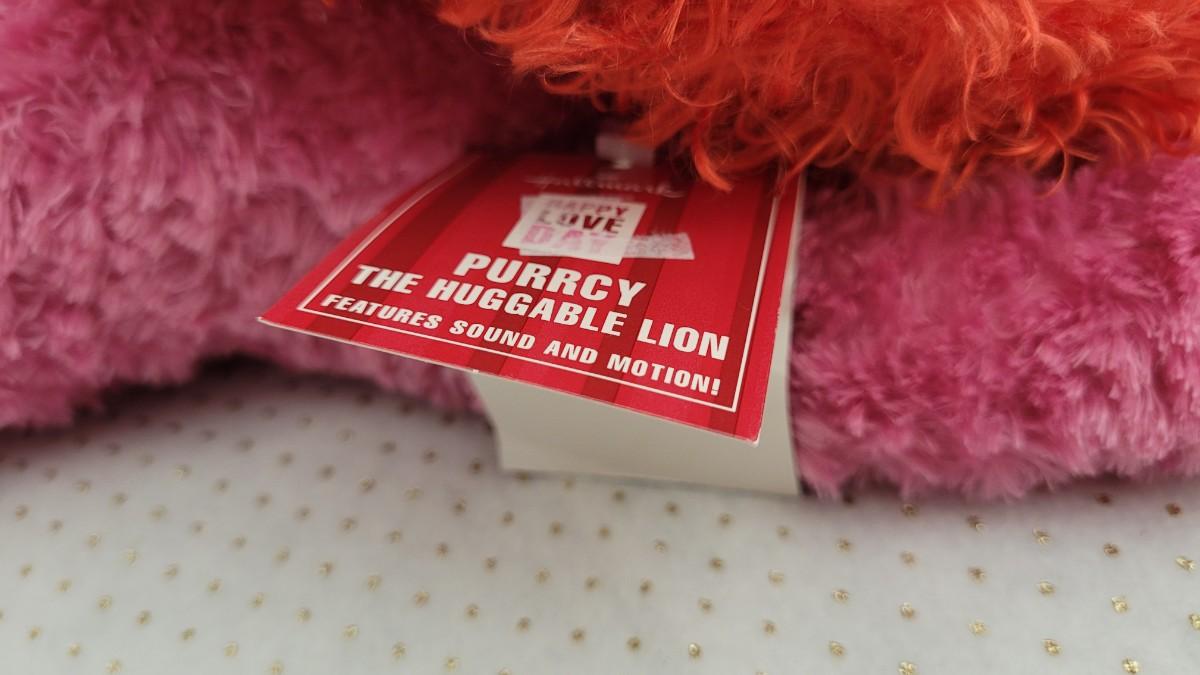 HAPPY
LOVE
DAY
PURRCY
THE HUGGABLE LION
FEATURES SOUND AND MOTION!